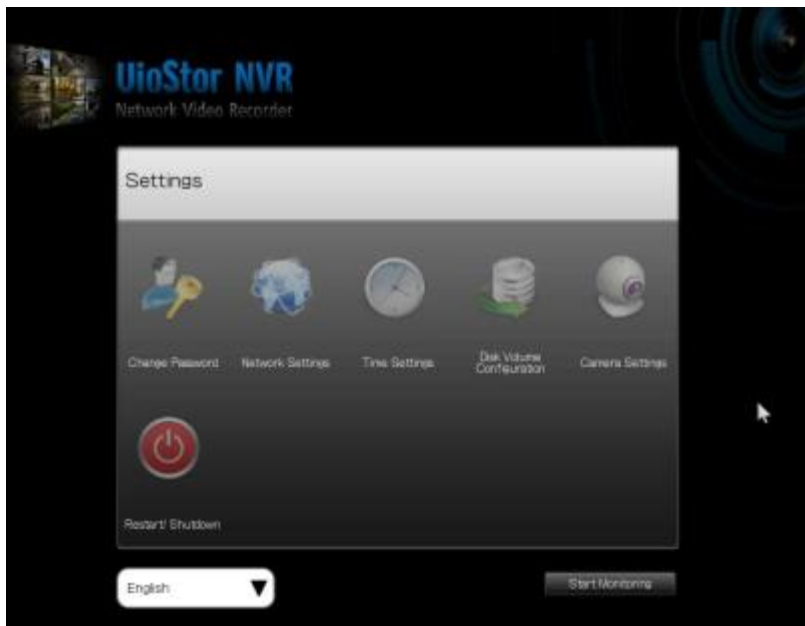 VioStor NVR
Network Video Recorder
Settings
Change Password
Network Settings
Time Settings
Disk Volume
Configuration
Camera Settings
Restart/ Shutdown
English
Start Monitoring